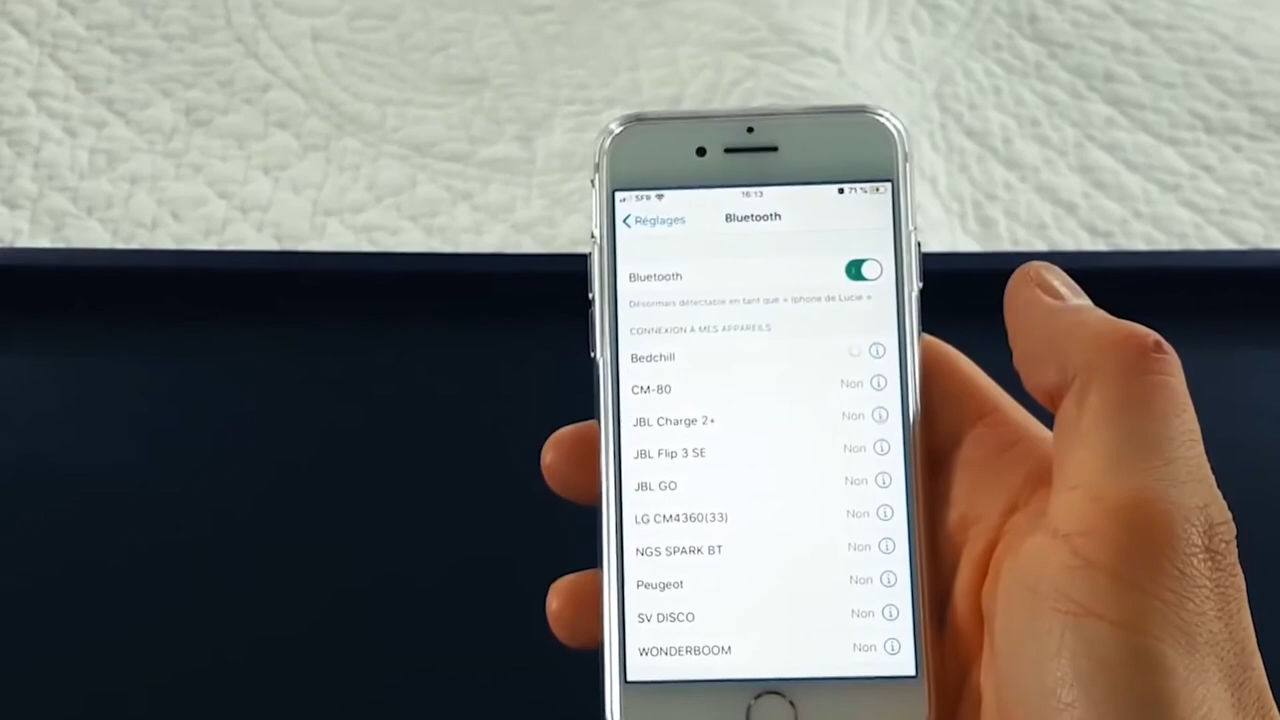 SFR 16:13 71 %
Réglages Bluetooth
Bluetooth
Désormais détectable en tant que « Iphone de Lucie »
CONNEXION À MES APPAREILS
Bedchill
CM-80 Non
JBL Charge 2+ Non
JBL Flip 3 SE Non
JBL GO Non
LG CM4360(33) Non
NGS SPARK BT Non
Peugeot Non
SV DISCO Non
WONDERBOOM Non